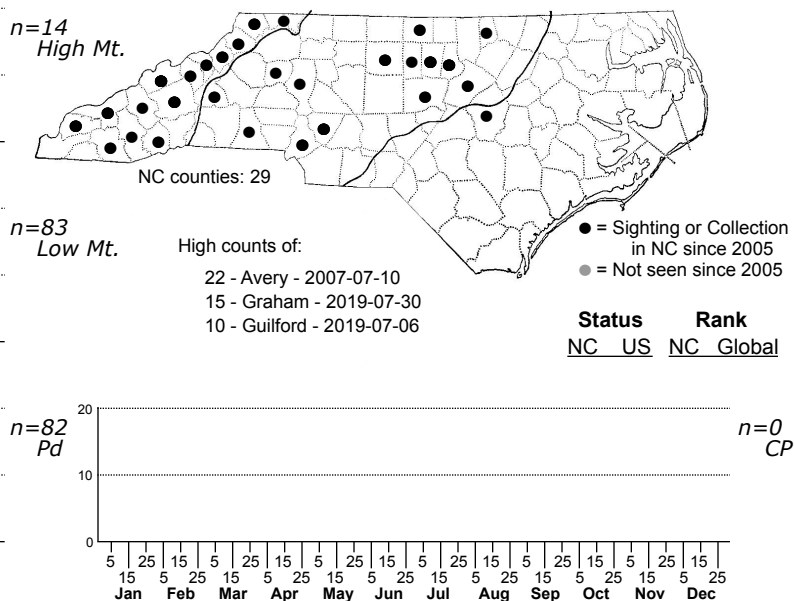 n=14
High Mt.
NC counties: 29
n=83
Low Mt.
High counts of:
22 - Avery - 2007-07-10
15 - Graham - 2019-07-30
10 - Guilford - 2019-07-06
= Sighting or Collection
in NC since 2005
= Not seen since 2005
Status Rank
NC US NC Global
n=82
Pd
20
10
0
n=0
CP
5 25 15 5 25 15 5 25 15 5 25 15 5 25 15 5 25 15
15 5 25 15 5 25 15 5 25 15 5 25 15 5 25 15 5 25
Jan Feb Mar Apr May Jun Jul Aug Sep Oct Nov Dec